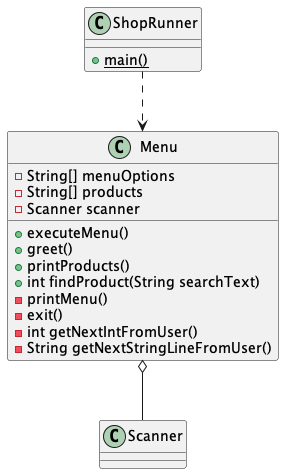 C ShopRunner
main()
C Menu
String[] menuOptions
String[] products
Scanner scanner
executeMenu()
greet()
printProducts()
int findProduct(String searchText)
printMenu()
exit()
int getNextIntFromUser()
String getNextStringLineFromUser()
C Scanner